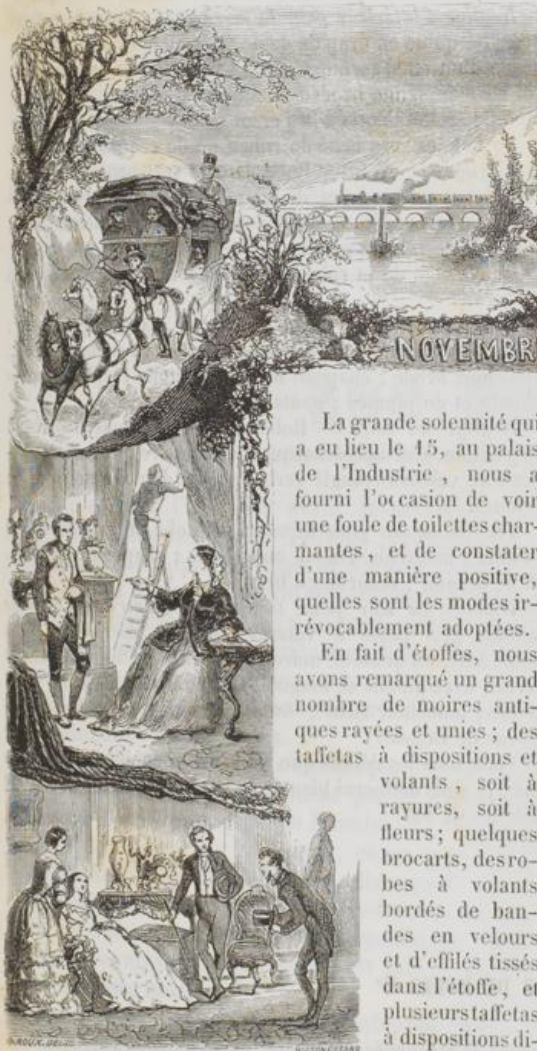 NOVEMBR
La grande solennité qui
a eu lieu le 15, au palais
de l'Industrie, nous a
fourni l'occasion de voir
une foule de toilettes char-
mantes, et de constater
d'une manière positive,
quelles sont les modes ir-
révocablement adoptées.
En fait d'étoffes, nous
avons remarqué un grand
nombre de moires anti-
ques rayées et unies; des
taffetas à dispositions et
volants, soit à
rayures, soit à
fleurs; quelques
brocarts, des ro-
bes à volants
bordés de ban-
des en velours
et d'effilés tissés
dans l'étoffe, et
plusieurs taffetas
à dispositions di-